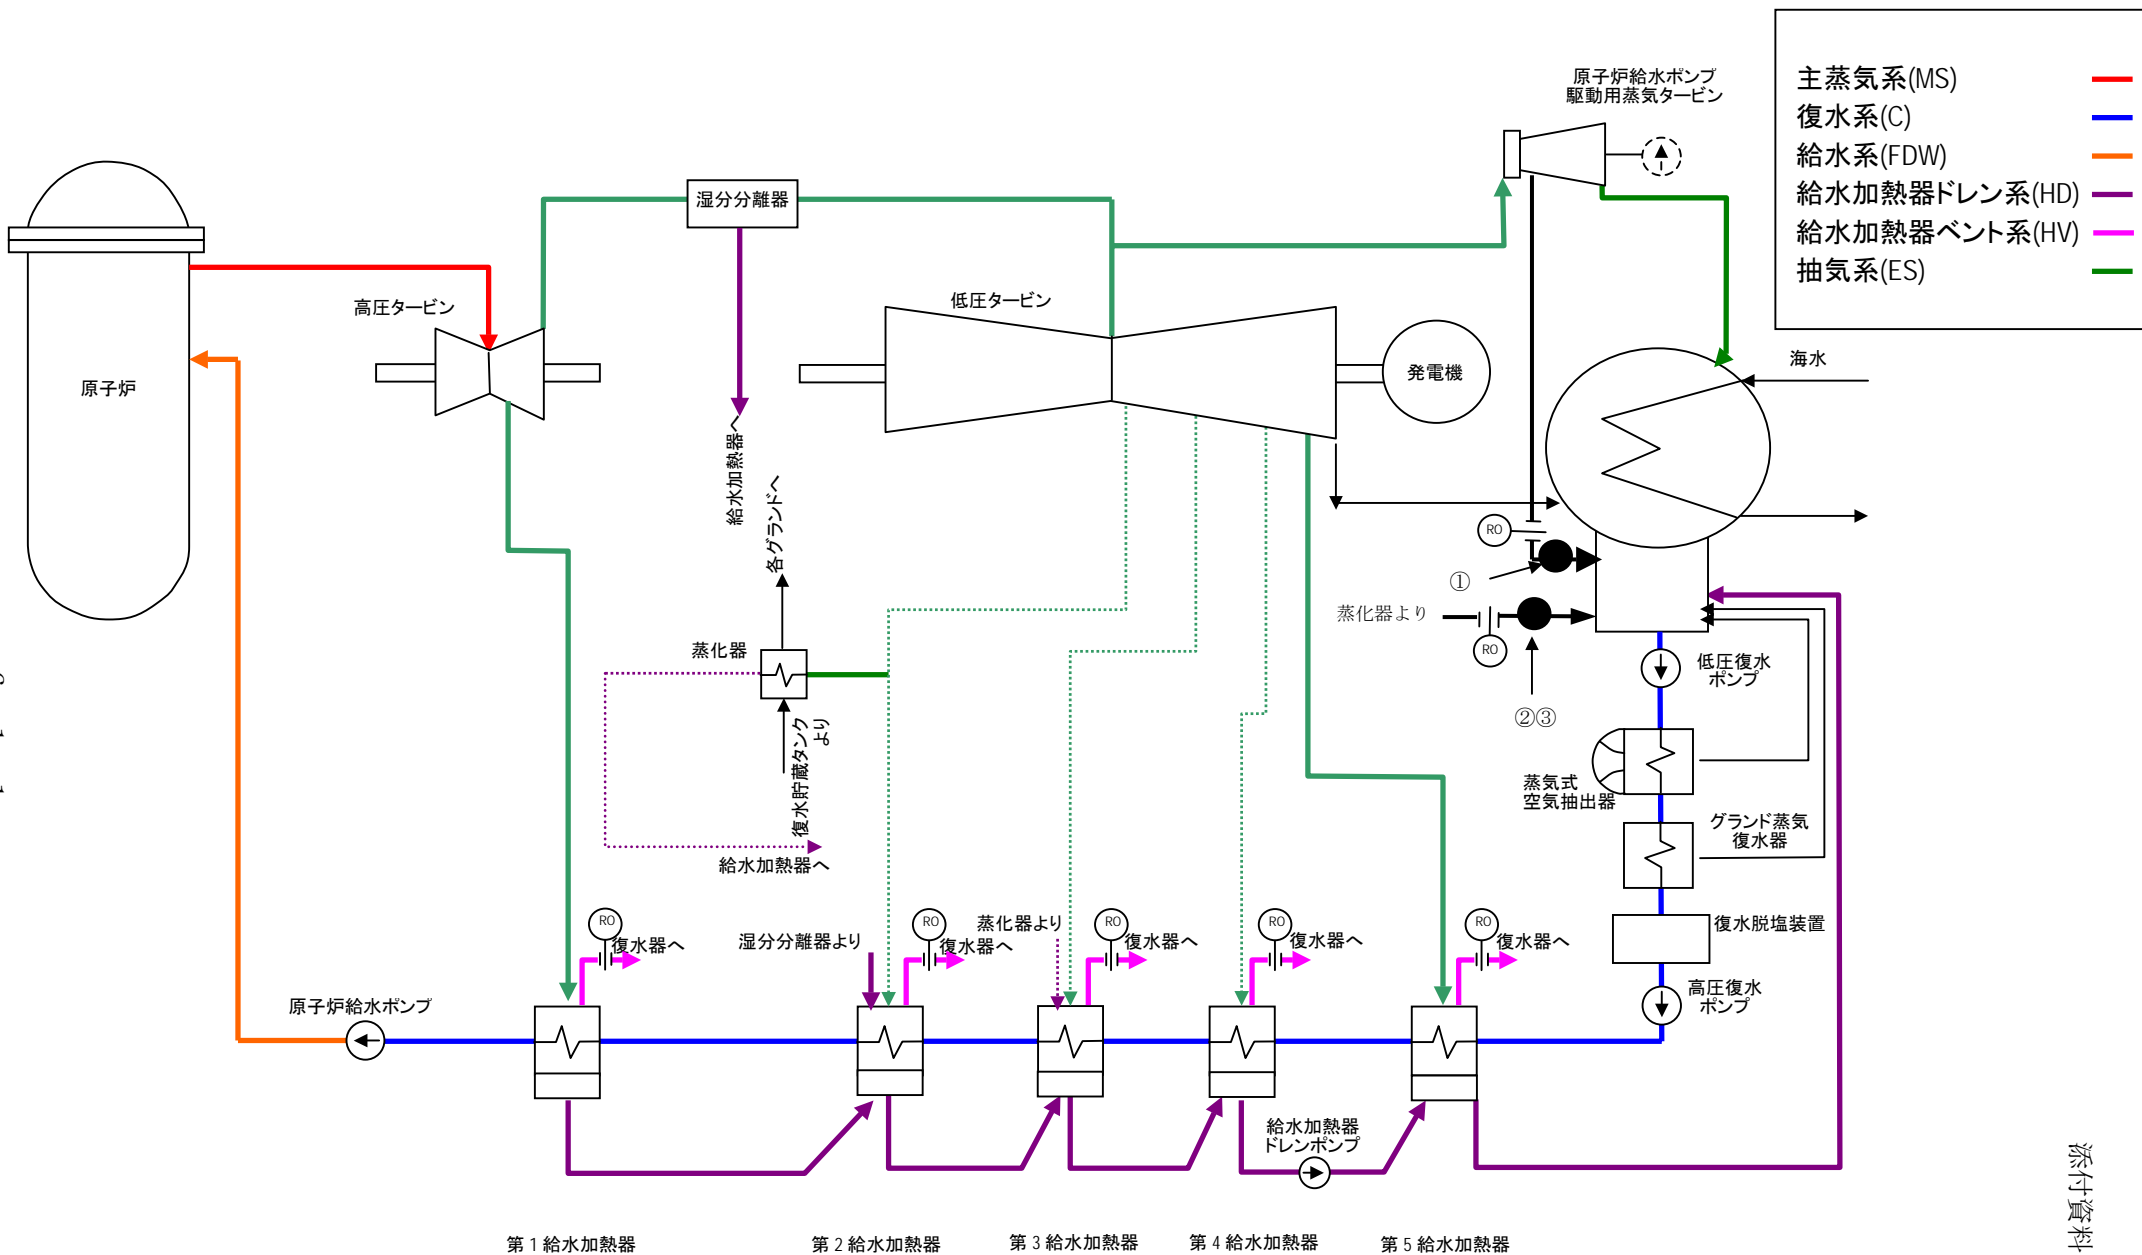 主蒸気系(MS)
復水系(C)
給水系(FDW)
給水加熱器ドレン系(HD)
給水加熱器ベント系(HV)
抽気系(ES)
原子炉給水ポンプ
駆動用蒸気タービン
湿分分離器
高圧タービン
低圧タービン
発電機
海水
原子炉
給水加熱器へ
各グランドへ
RO
①
蒸化器より
RO
②③
蒸化器
復水貯蔵タンク
より
給水加熱器へ
低圧復水
ポンプ
蒸気式
空気抽出器
グランド蒸気
復水器
復水脱塩装置
高圧復水
ポンプ
RO
復水器へ
湿分分離器より
RO
復水器へ
蒸化器より
RO
復水器へ
RO
復水器へ
RO
復水器へ
原子炉給水ポンプ
給水加熱器
ドレンポンプ
第1給水加熱器
第2給水加熱器
第3給水加熱器
第4給水加熱器
第5給水加熱器
添付資料